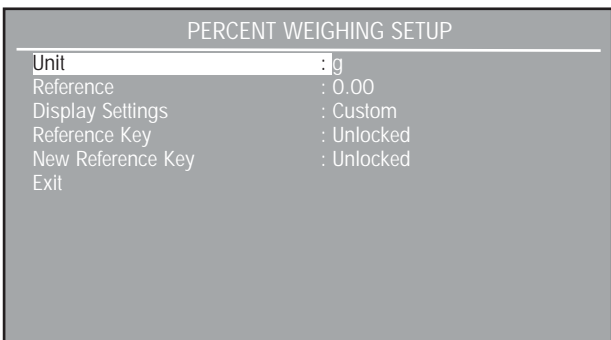 PERCENT WEIGHING SETUP
Unit : g
Reference : 0.00
Display Settings : Custom
Reference Key : Unlocked
New Reference Key : Unlocked
Exit